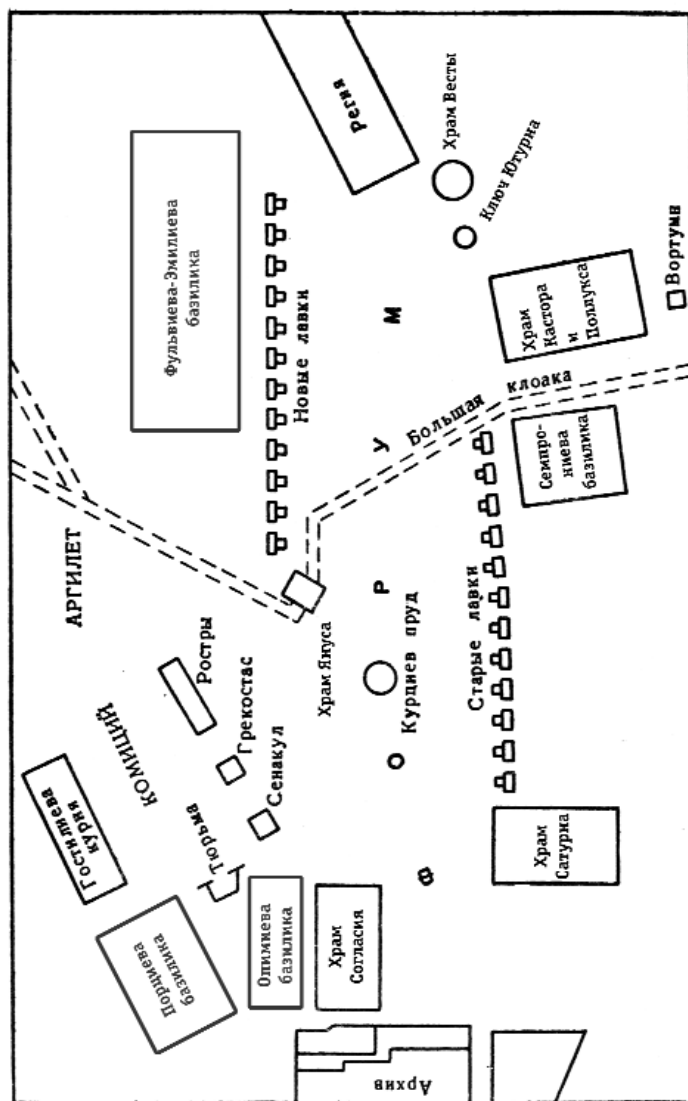 Регия
Храм Весты
Ключ Ютурна
Фульвиева-Эмилиева
базилика
Новые лавки
М
Храм
Кастора
и
Поллукса
Вортумн
Большая клоака
У
Семпро-
ниева
базилика
АРГИЛЕТ
Храм Януса
Р
Старые лавки
Ростры
КОМИЦИЙ
Грекостас
Сенакул
Курциев пруд
Гостилиева
курия
Тюрьма
Ф
Храм
Сатурна
Порциева
базилика
Опимиева
базилика
Храм
Согласия
Архив